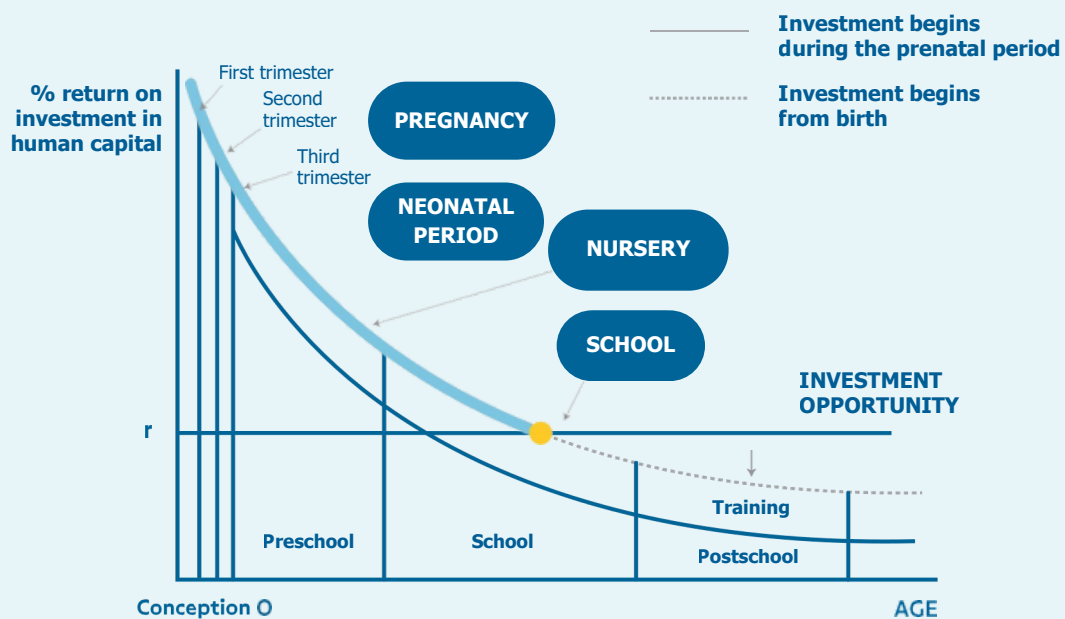 Investment begins
during the prenatal period
Investment begins
from birth
% return on
investment in
human capital
First trimester
Second
trimester
Third
trimester
PREGNANCY
NEONATAL
PERIOD
NURSERY
SCHOOL
INVESTMENT
OPPORTUNITY
r
Training
Preschool
School
Postschool
Conception O
AGE